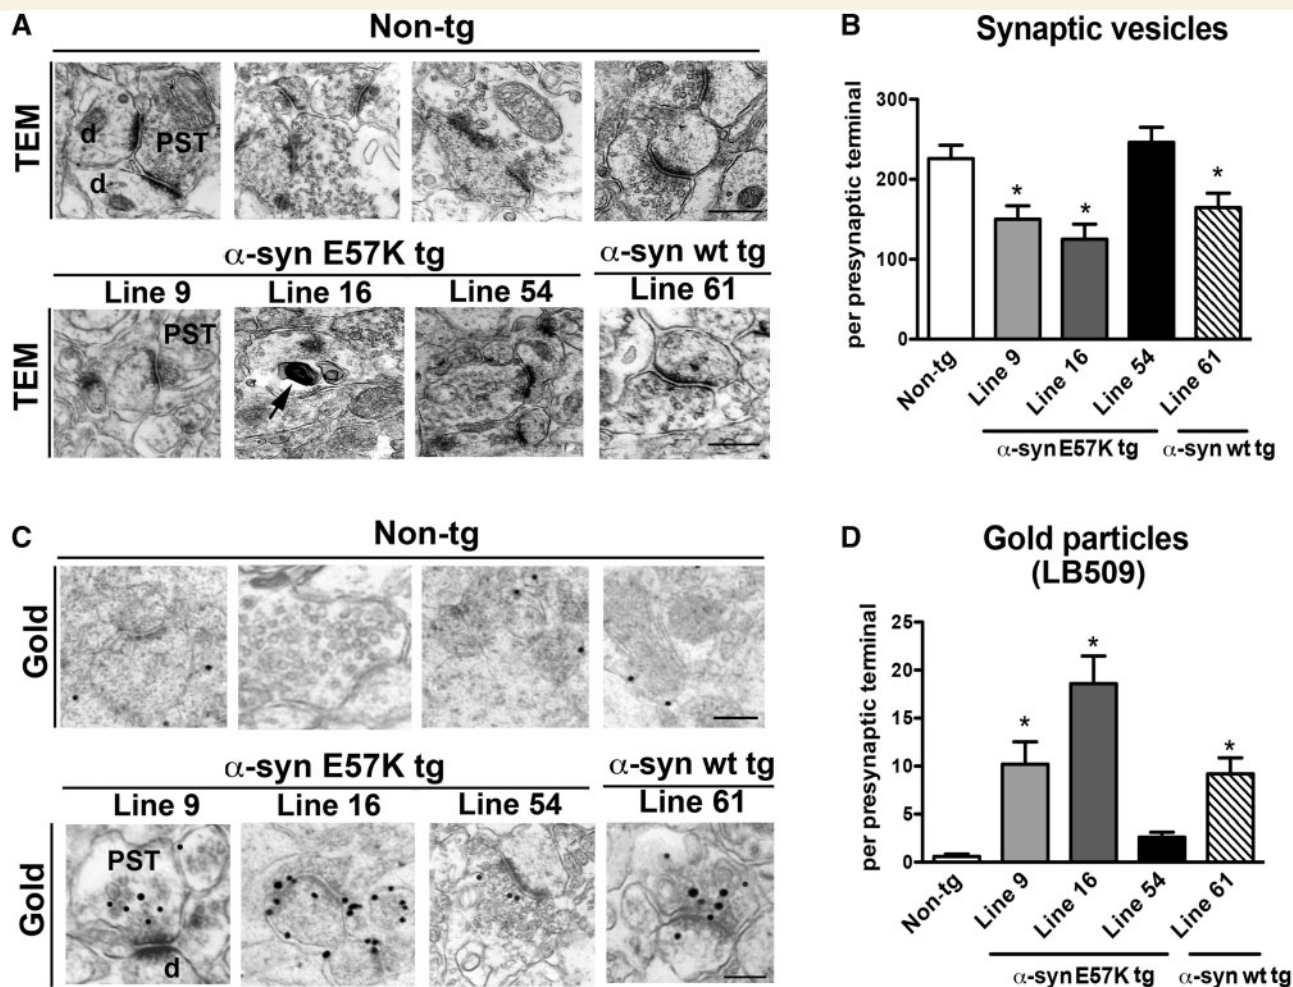 A
Non-tg
TEM
d
d
PST
α-syn E57K tg
α-syn wt tg
Line 9
Line 16
Line 54
Line 61
TEM
PST
B
Synaptic vesicles
per presynaptic terminal
300
200
100
0
Non-tg
Line 9
*
Line 16
*
Line 54
Line 61
*
α-syn E57K tg
α-syn wt tg
C
Non-tg
Gold
α-syn E57K tg
α-syn wt tg
Line 9
Line 16
Line 54
Line 61
Gold
PST
d
D
Gold particles
(LB509)
per presynaptic terminal
25
20
15
10
5
0
Non-tg
Line 9
*
Line 16
*
Line 54
Line 61
*
α-syn E57K tg
α-syn wt tg